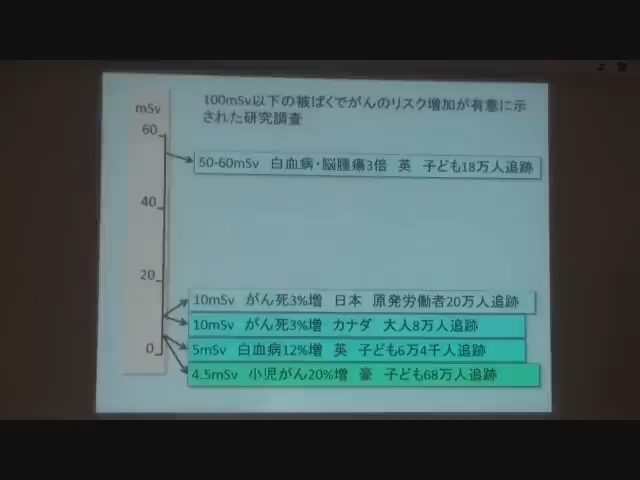 100mSv以下の被ばくでがんのリスク増加が有意に示
された研究調査
mSv
60
50-60mSv 白血病・脳腫瘍3倍 英 子ども18万人追跡
40
20
10mSv がん死3%増 日本 原発労働者20万人追跡
10mSv がん死3%増 カナダ 大人8万人追跡
5mSv 白血病12%増 英 子ども6万4千人追跡
0
4.5mSv 小児がん20%増 豪 子ども68万人追跡